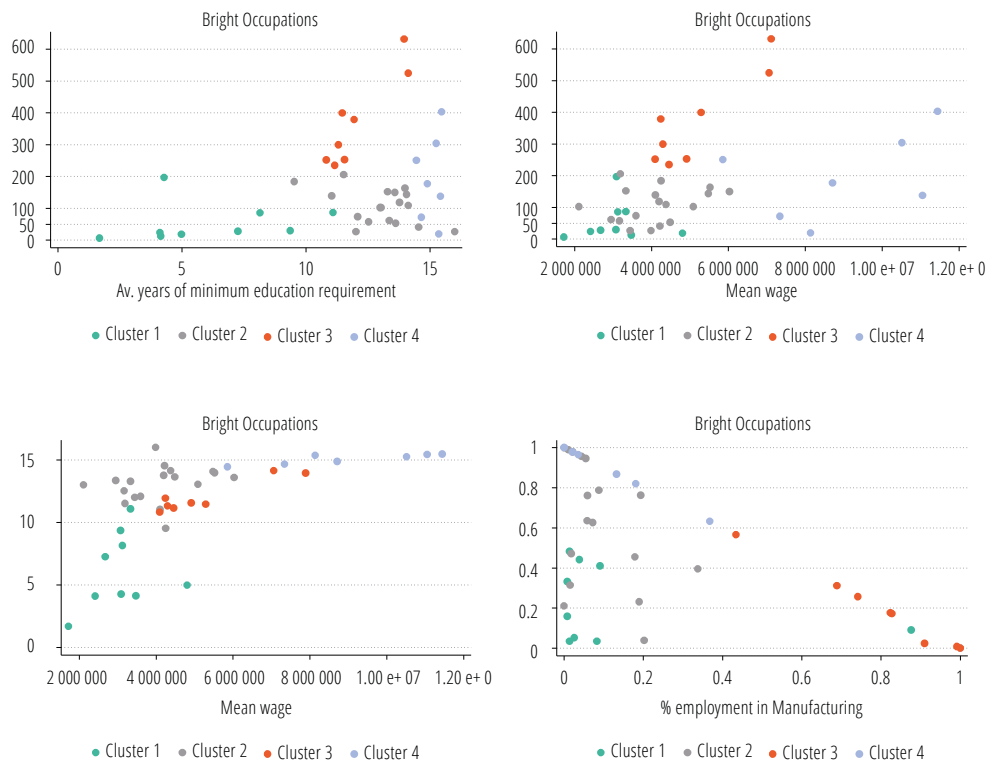 Bright Occupations
600
500
400
300
200
100
50
0
0 5 10 15
Av. years of minimum education requirement
Cluster 1 Cluster 2 Cluster 3 Cluster 4
Bright Occupations
600
500
400
300
200
100
50
0
2 000 000 4 000 000 6 000 000 8 000 000 1.00 e+ 07 1.20 e+ 0
Mean wage
Cluster 1 Cluster 2 Cluster 3 Cluster 4
Bright Occupations
15
10
5
0
2 000 000 4 000 000 6 000 000 8 000 000 1.00 e+ 07 1.20 e+ 0
Mean wage
Cluster 1 Cluster 2 Cluster 3 Cluster 4
Bright Occupations
1
0.8
0.6
0.4
0.2
0
0 0.2 0.4 0.6 0.8 1
% employment in Manufacturing
Cluster 1 Cluster 2 Cluster 3 Cluster 4